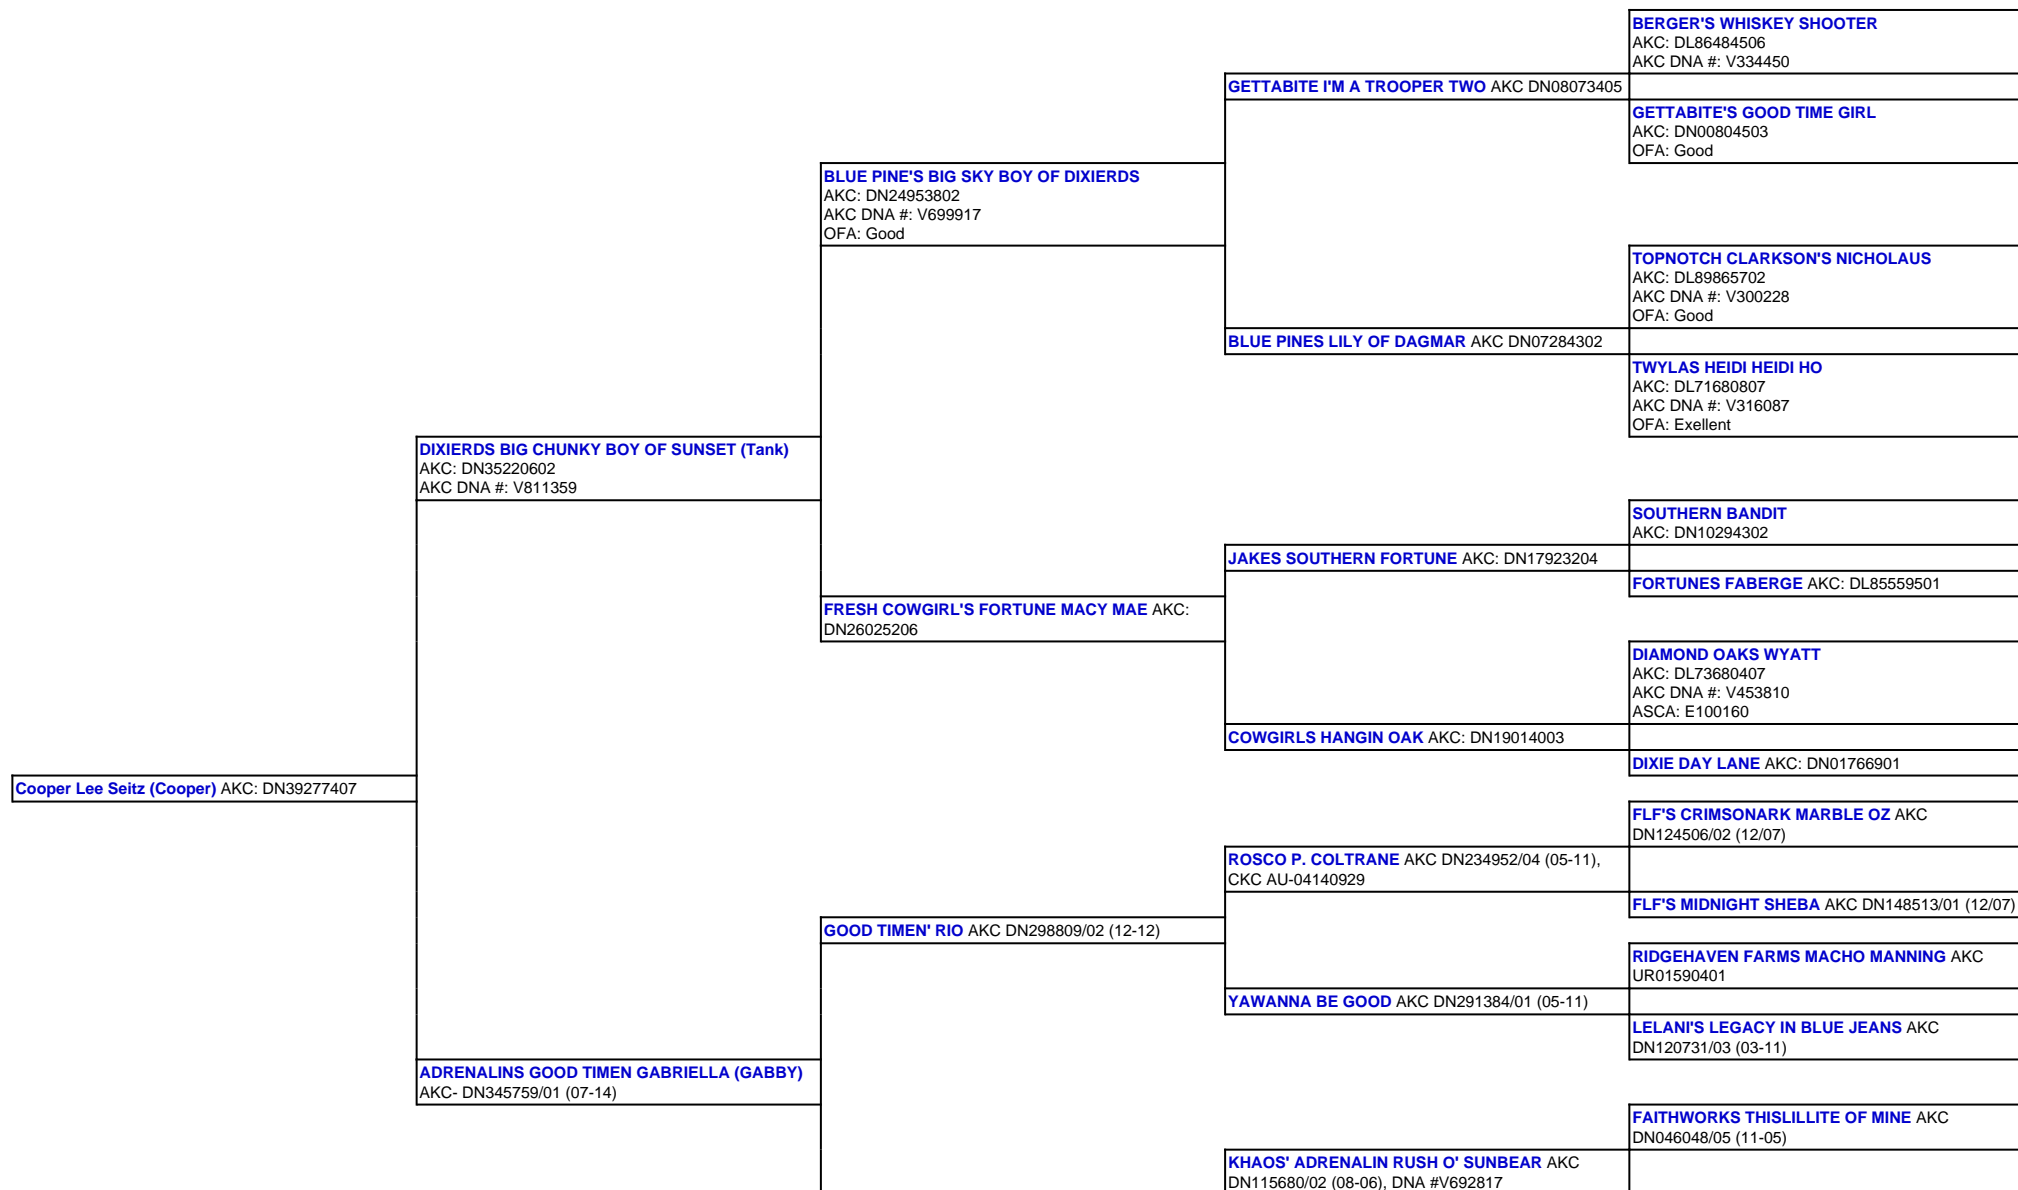 BERGER'S WHISKEY SHOOTER
AKC: DL86484506
AKC DNA #: V334450
GETTABITE I'M A TROOPER TWO AKC DN08073405
GETTABITE'S GOOD TIME GIRL
AKC: DN00804503
OFA: Good
BLUE PINE'S BIG SKY BOY OF DIXIERDS
AKC: DN24953802
AKC DNA #: V699917
OFA: Good
TOPNOTCH CLARKSON'S NICHOLAUS
AKC: DL89865702
AKC DNA #: V300228
OFA: Good
BLUE PINES LILY OF DAGMAR AKC DN07284302
TWYLAS HEIDI HEIDI HO
AKC: DL71680807
AKC DNA #: V316087
OFA: Exellent
DIXIERDS BIG CHUNKY BOY OF SUNSET (Tank)
AKC: DN35220602
AKC DNA #: V811359
SOUTHERN BANDIT
AKC: DN10294302
JAKES SOUTHERN FORTUNE AKC: DN17923204
FORTUNES FABERGE AKC: DL85559501
FRESH COWGIRL'S FORTUNE MACY MAE AKC:
DN26025206
DIAMOND OAKS WYATT
AKC: DL73680407
AKC DNA #: V453810
ASCA: E100160
COWGIRLS HANGIN OAK AKC: DN19014003
DIXIE DAY LANE AKC: DN01766901
Cooper Lee Seitz (Cooper) AKC: DN39277407
FLF'S CRIMSONARK MARBLE OZ AKC
DN124506/02 (12/07)
ROSCO P. COLTRANE AKC DN234952/04 (05-11),
CKC AU-04140929
FLF'S MIDNIGHT SHEBA AKC DN148513/01 (12/07)
GOOD TIMEN' RIO AKC DN298809/02 (12-12)
RIDGEHAVEN FARMS MACHO MANNING AKC
UR01590401
YAWANNA BE GOOD AKC DN291384/01 (05-11)
LELANI'S LEGACY IN BLUE JEANS AKC
DN120731/03 (03-11)
ADRENALINS GOOD TIMEN GABRIELLA (GABBY)
AKC- DN345759/01 (07-14)
FAITHWORKS THISLILLITE OF MINE AKC
DN046048/05 (11-05)
KHAOS' ADRENALIN RUSH O' SUNBEAR AKC
DN115680/02 (08-06), DNA #V692817